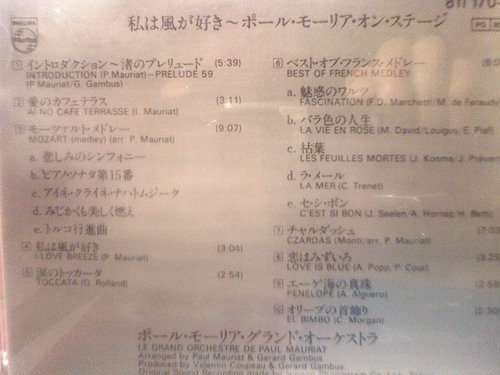 PHILIPS
私は風が好き～ポール・モーリア・オン・ステージ
1 イントロダクション～渚のプレリュード (5:39)
INTRODUCTION (P Mauriat)～PRELUDE 59
(P Mauriat/G. Gambus)
2 愛のカフェテラス (3:11)
AI NO CAFE TERRASSE (I. Mauriat)
3 モーツァルト・メドレー (9:07)
MOZART (medley) (arr. P. Mauriat)
a. 悲しみのシンフォニー
b. ピアノ・ソナタ第15番
c. アイネ・クライネ・ナハトムジーク
d. みじかくも美しく燃え
e. トルコ行進曲
4 私は風が好き (3:04)
I LOVE BREEZE (P. Mauriat)
5 涙のトッカータ (2:54)
TOCCATA (G. Rolland)
6 ベスト・オブ・フランス・メドレー
BEST OF FRENCH MEDLEY
a. 魅惑のワルツ
FASCINATION (F.D. Marchetti/ M. de Feraudy
b. バラ色の人生
LA VIE EN ROSE (M. David/Louiguy, E. Piaf)
c. 枯葉
LES FEUILLES MORTES (J. Kosma/J. Préver
d. ラ・メール
LA MER (C. Trenet)
e. セ・シ・ボン
C'EST SI BON (J. Seelen/ A. Hornez/ H. Betti)
7 チャルダッシュ
CZARDAS (Monti/arr. P. Mauriat)
8 恋はみずいろ
LOVE IS BLUE (A. Popp/P. Cour)
9 エーゲ海の真珠 (2:58)
PENELOPE (A. Alguero)
10 オリーブの首飾り
EL BIMBO (C. Morgan)
ポール・モーリア・グランド・オーケストラ
LE GRAND ORCHESTRE DE PAUL MAURIAT
Arranged by Paul Mauriat & Gerard Gambus
Produced by Valentin Coupeau & Gerard Gambus
Original Sound Recording made by